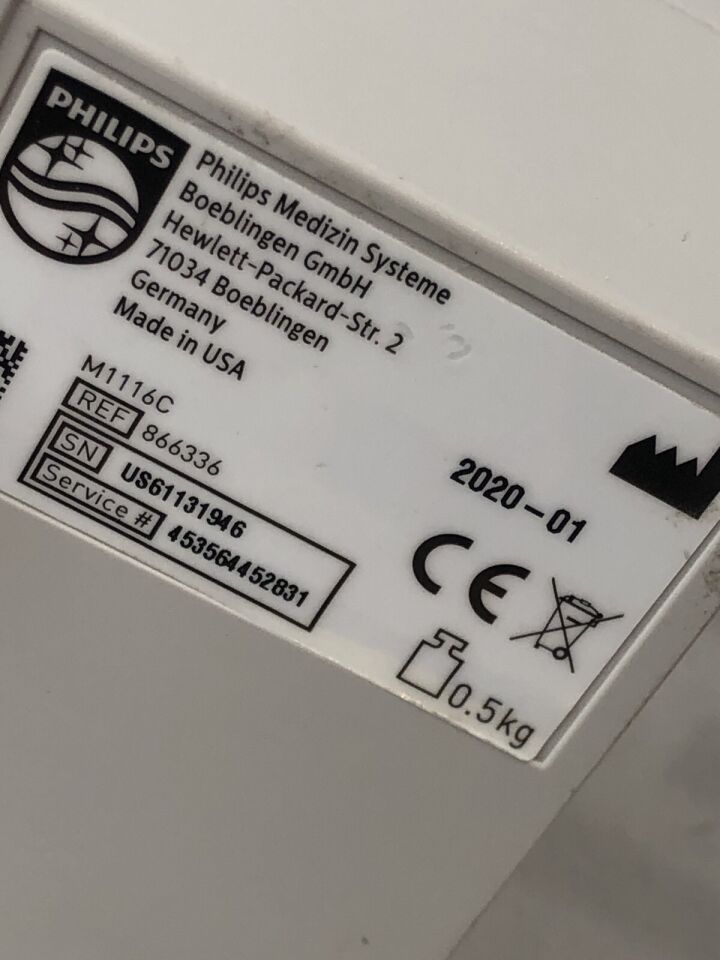 PHILIPS
Philips Medizin Systeme
Boeblingen GmbH
Hewlett-Packard-Str. 2
71034 Boeblingen
Germany
Made in USA
M1116C
REF 866336
SN US61131946
Service # 453564452831
2020-01
CE
0.5kg